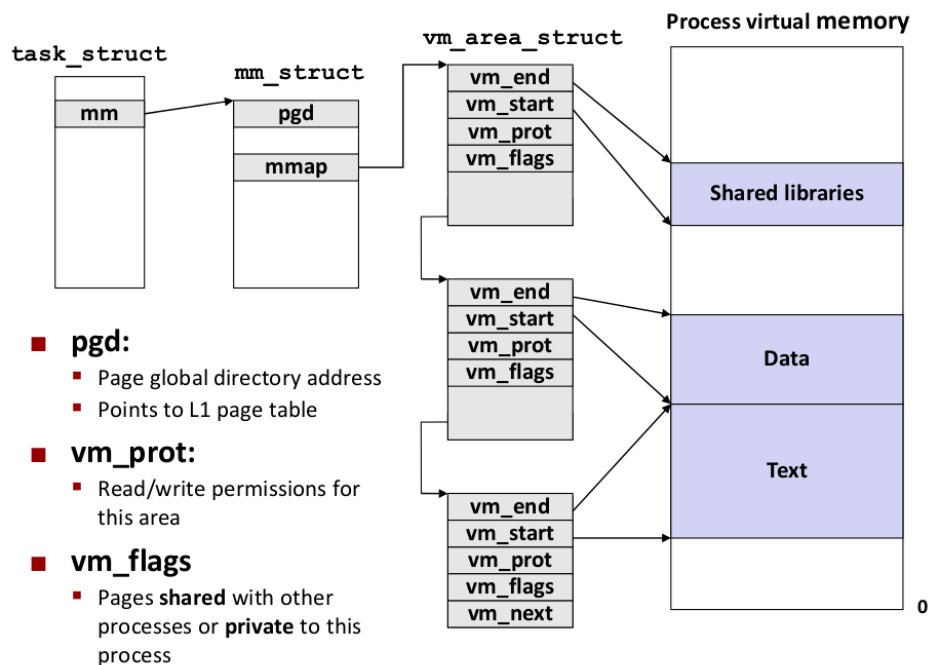 Process virtual memory
task_struct
mm_struct
vm_area_struct
mm
pgd
mmap
vm_end
vm_start
vm_prot
vm_flags
Shared libraries
vm_end
vm_start
vm_prot
vm_flags
Data
Text
vm_end
vm_start
vm_prot
vm_flags
vm_next
0
pgd:
Page global directory address
Points to L1 page table
vm_prot:
Read/write permissions for
this area
vm_flags
Pages shared with other
processes or private to this
process